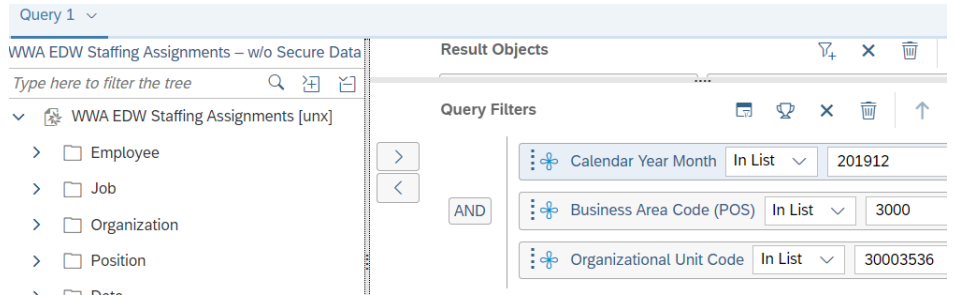 Query 1
WWA EDW Staffing Assignments – w/o Secure Data
Type here to filter the tree
WWA EDW Staffing Assignments [unx]
Employee
Job
Organization
Position
Date
Result Objects
Query Filters
AND
Calendar Year Month In List 201912
Business Area Code (POS) In List 3000
Organizational Unit Code In List 30003536